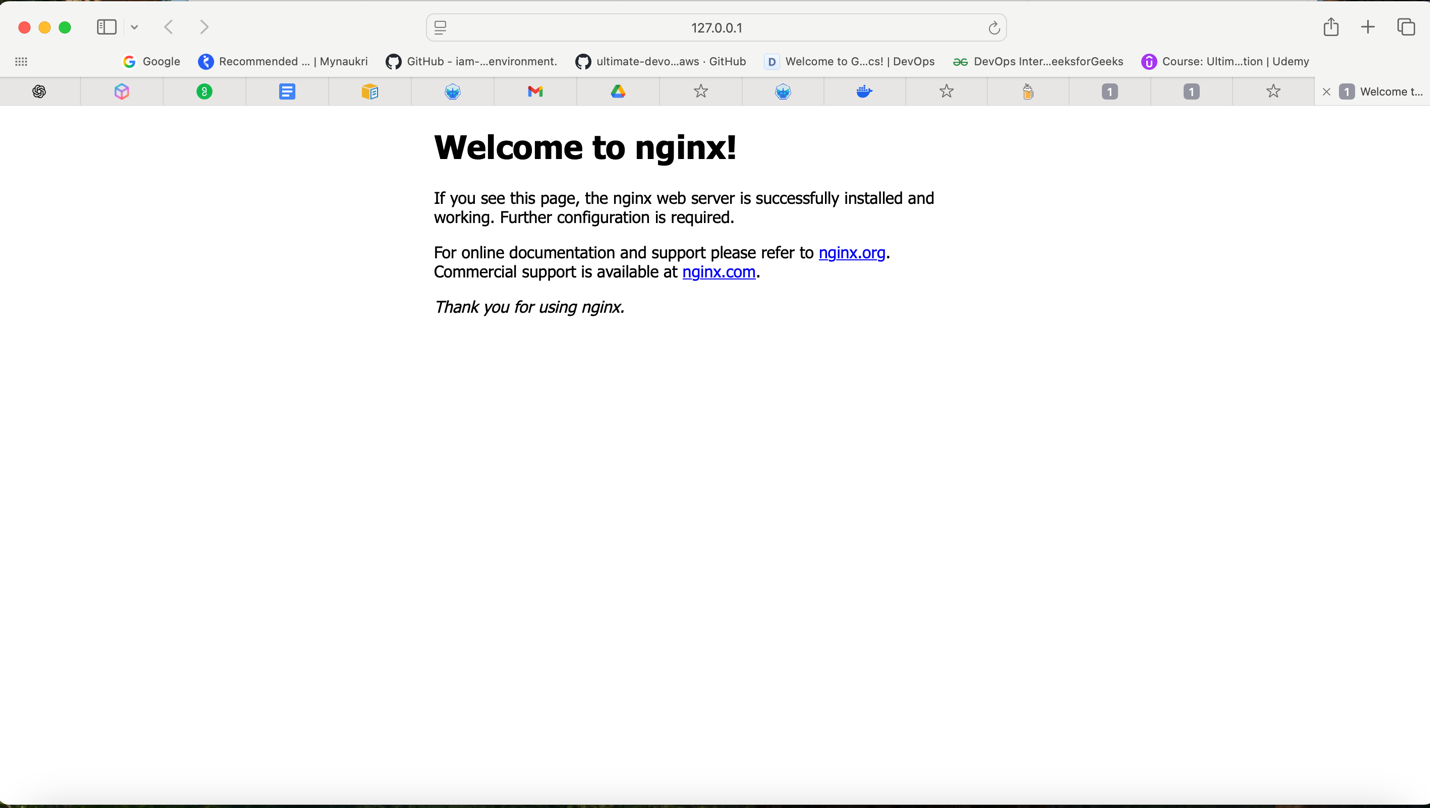 127.0.0.1
Google
Recommended ... | Mynaukri
GitHub - iam-...environment.
ultimate-devo...aws · GitHub
D
Welcome to G...cs! | DevOps
DevOps Inter...eeksforGeeks
Course: Ultim...tion | Udemy
1
1
1 Welcome t...
Welcome to nginx!
If you see this page, the nginx web server is successfully installed and
working. Further configuration is required.
For online documentation and support please refer to nginx.org.
Commercial support is available at nginx.com.
Thank you for using nginx.